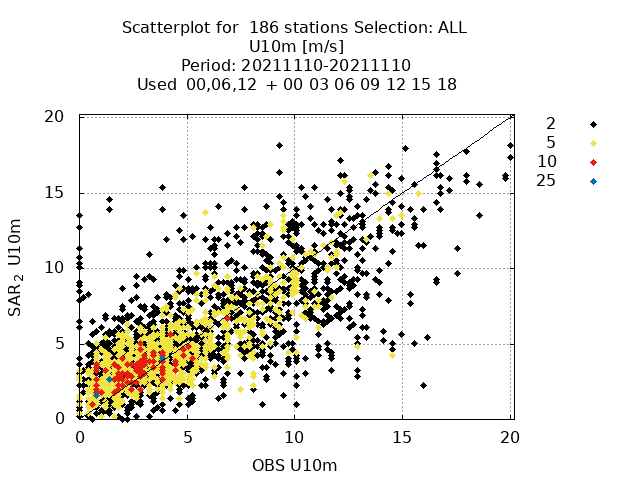 Scatterplot for 186 stations Selection: ALL
U10m [m/s]
Period: 20211110-20211110
Used 00,06,12 + 00 03 06 09 12 15 18
20
15
10
5
0
SAR₂ U10m
0 5 10 15 20
OBS U10m
2
5
10
25